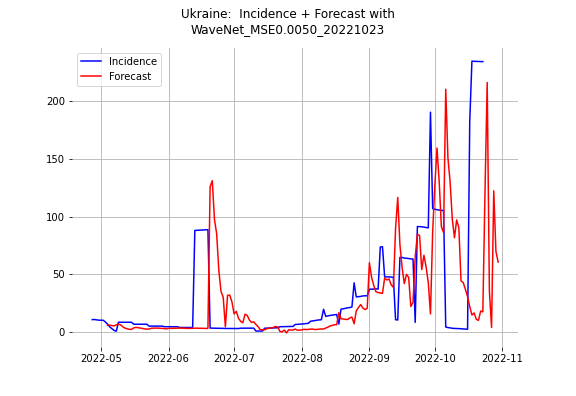 Ukraine:  Incidence + Forecast with
WaveNet_MSE0.0050_20221023
Incidence
Forecast
200
150
100
50
0
2022-05 2022-06 2022-07 2022-08 2022-09 2022-10 2022-11